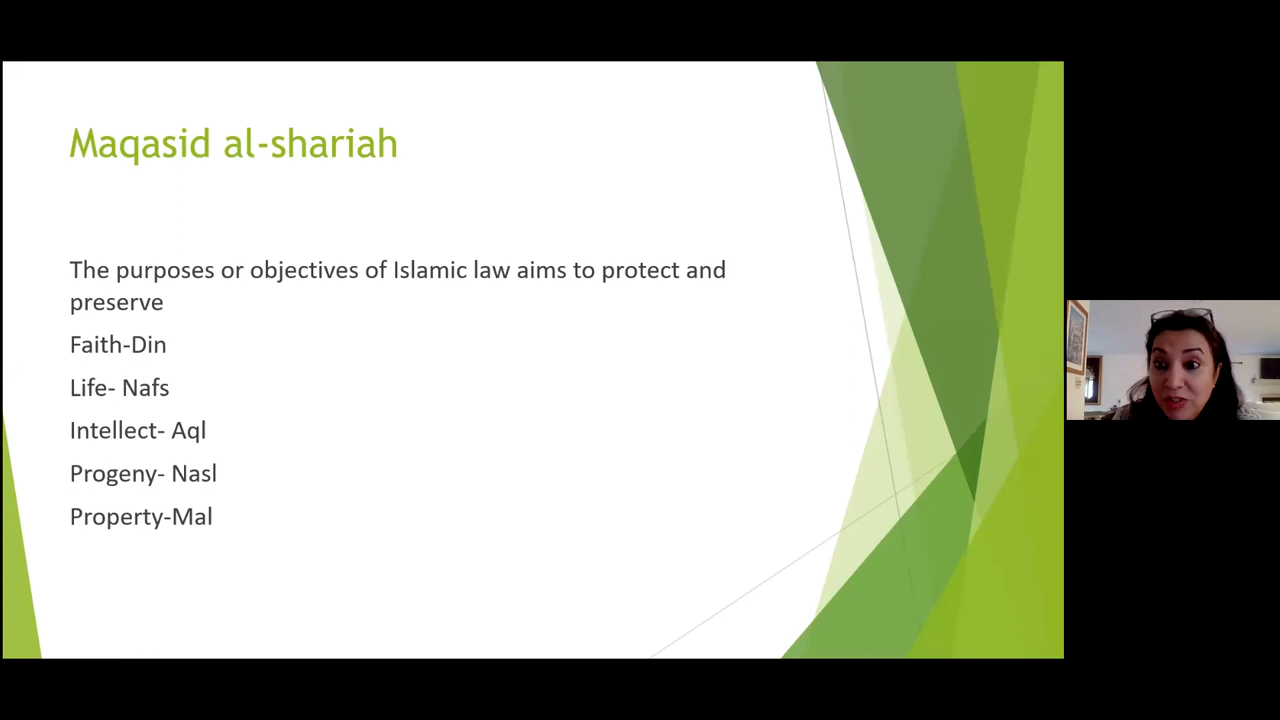 Maqasid al-shariah
The purposes or objectives of Islamic law aims to protect and
preserve
Faith-Din
Life- Nafs
Intellect- Aql
Progeny- Nasl
Property-Mal